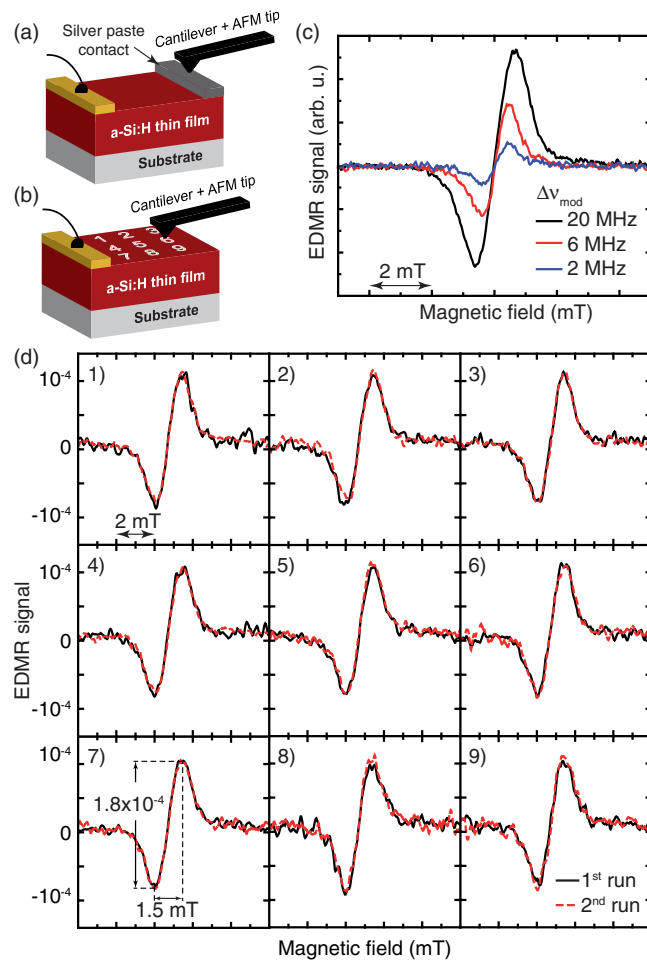 (a)
Cantilever + AFM tip
Silver paste
contact
a-Si:H thin film
Substrate
(b)
Cantilever + AFM tip
1 2 3
4 5 6
7 8 9
a-Si:H thin film
Substrate
(c)
EDMR signal (arb. u.)
Δν_mod
20 MHz
6 MHz
2 MHz
2 mT
Magnetic field (mT)
(d)
EDMR signal
10⁻⁴
0
-10⁻⁴
1)
2 mT
2)
3)
10⁻⁴
0
-10⁻⁴
4)
5)
6)
10⁻⁴
0
-10⁻⁴
7)
1.8x10⁻⁴
1.5 mT
8)
9)
1ˢᵗ run
2ⁿᵈ run
Magnetic field (mT)